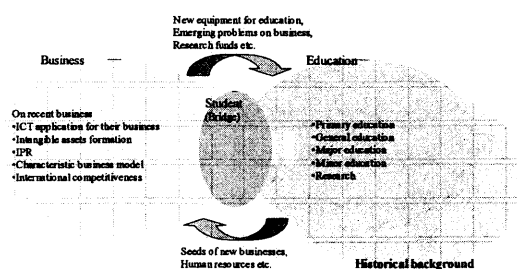 New equipment for education,
Emerging problems on business,
Research funds etc.
Business
Education
Student
(Bridge)
On recent business
•ICT application for their business
•Intangible assets formation
•IPR
•Characteristic business model
•International competitiveness
•Primary education
•General education
•Major education
•Minor education
•Research
Seeds of new businesses,
Human resources etc.
Historical background